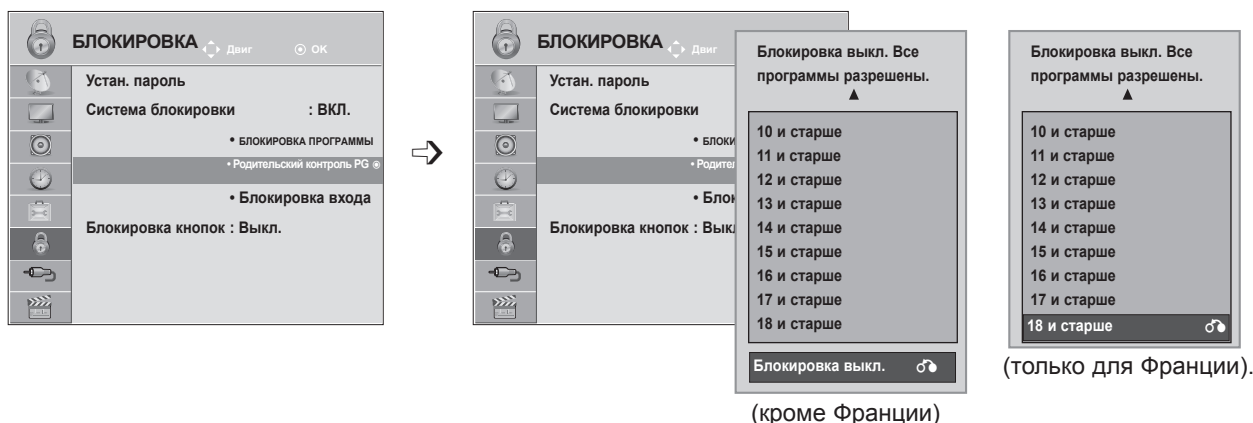 БЛОКИРОВКА Двиг OK
Устан. пароль
Система блокировки : ВКЛ.
• БЛОКИРОВКА ПРОГРАММЫ
• Родительский контроль PG
• Блокировка входа
Блокировка кнопок : Выкл.
БЛОКИРОВКА Двиг
Устан. пароль
Система блокировки
• БЛОКИ
• Родител
• Блок
Блокировка кнопок : Выкл
Блокировка выкл. Все
программы разрешены.
10 и старше
11 и старше
12 и старше
13 и старше
14 и старше
15 и старше
16 и старше
17 и старше
18 и старше
Блокировка выкл.
(кроме Франции)
Блокировка выкл. Все
программы разрешены.
10 и старше
11 и старше
12 и старше
13 и старше
14 и старше
15 и старше
16 и старше
17 и старше
18 и старше
(только для Франции).